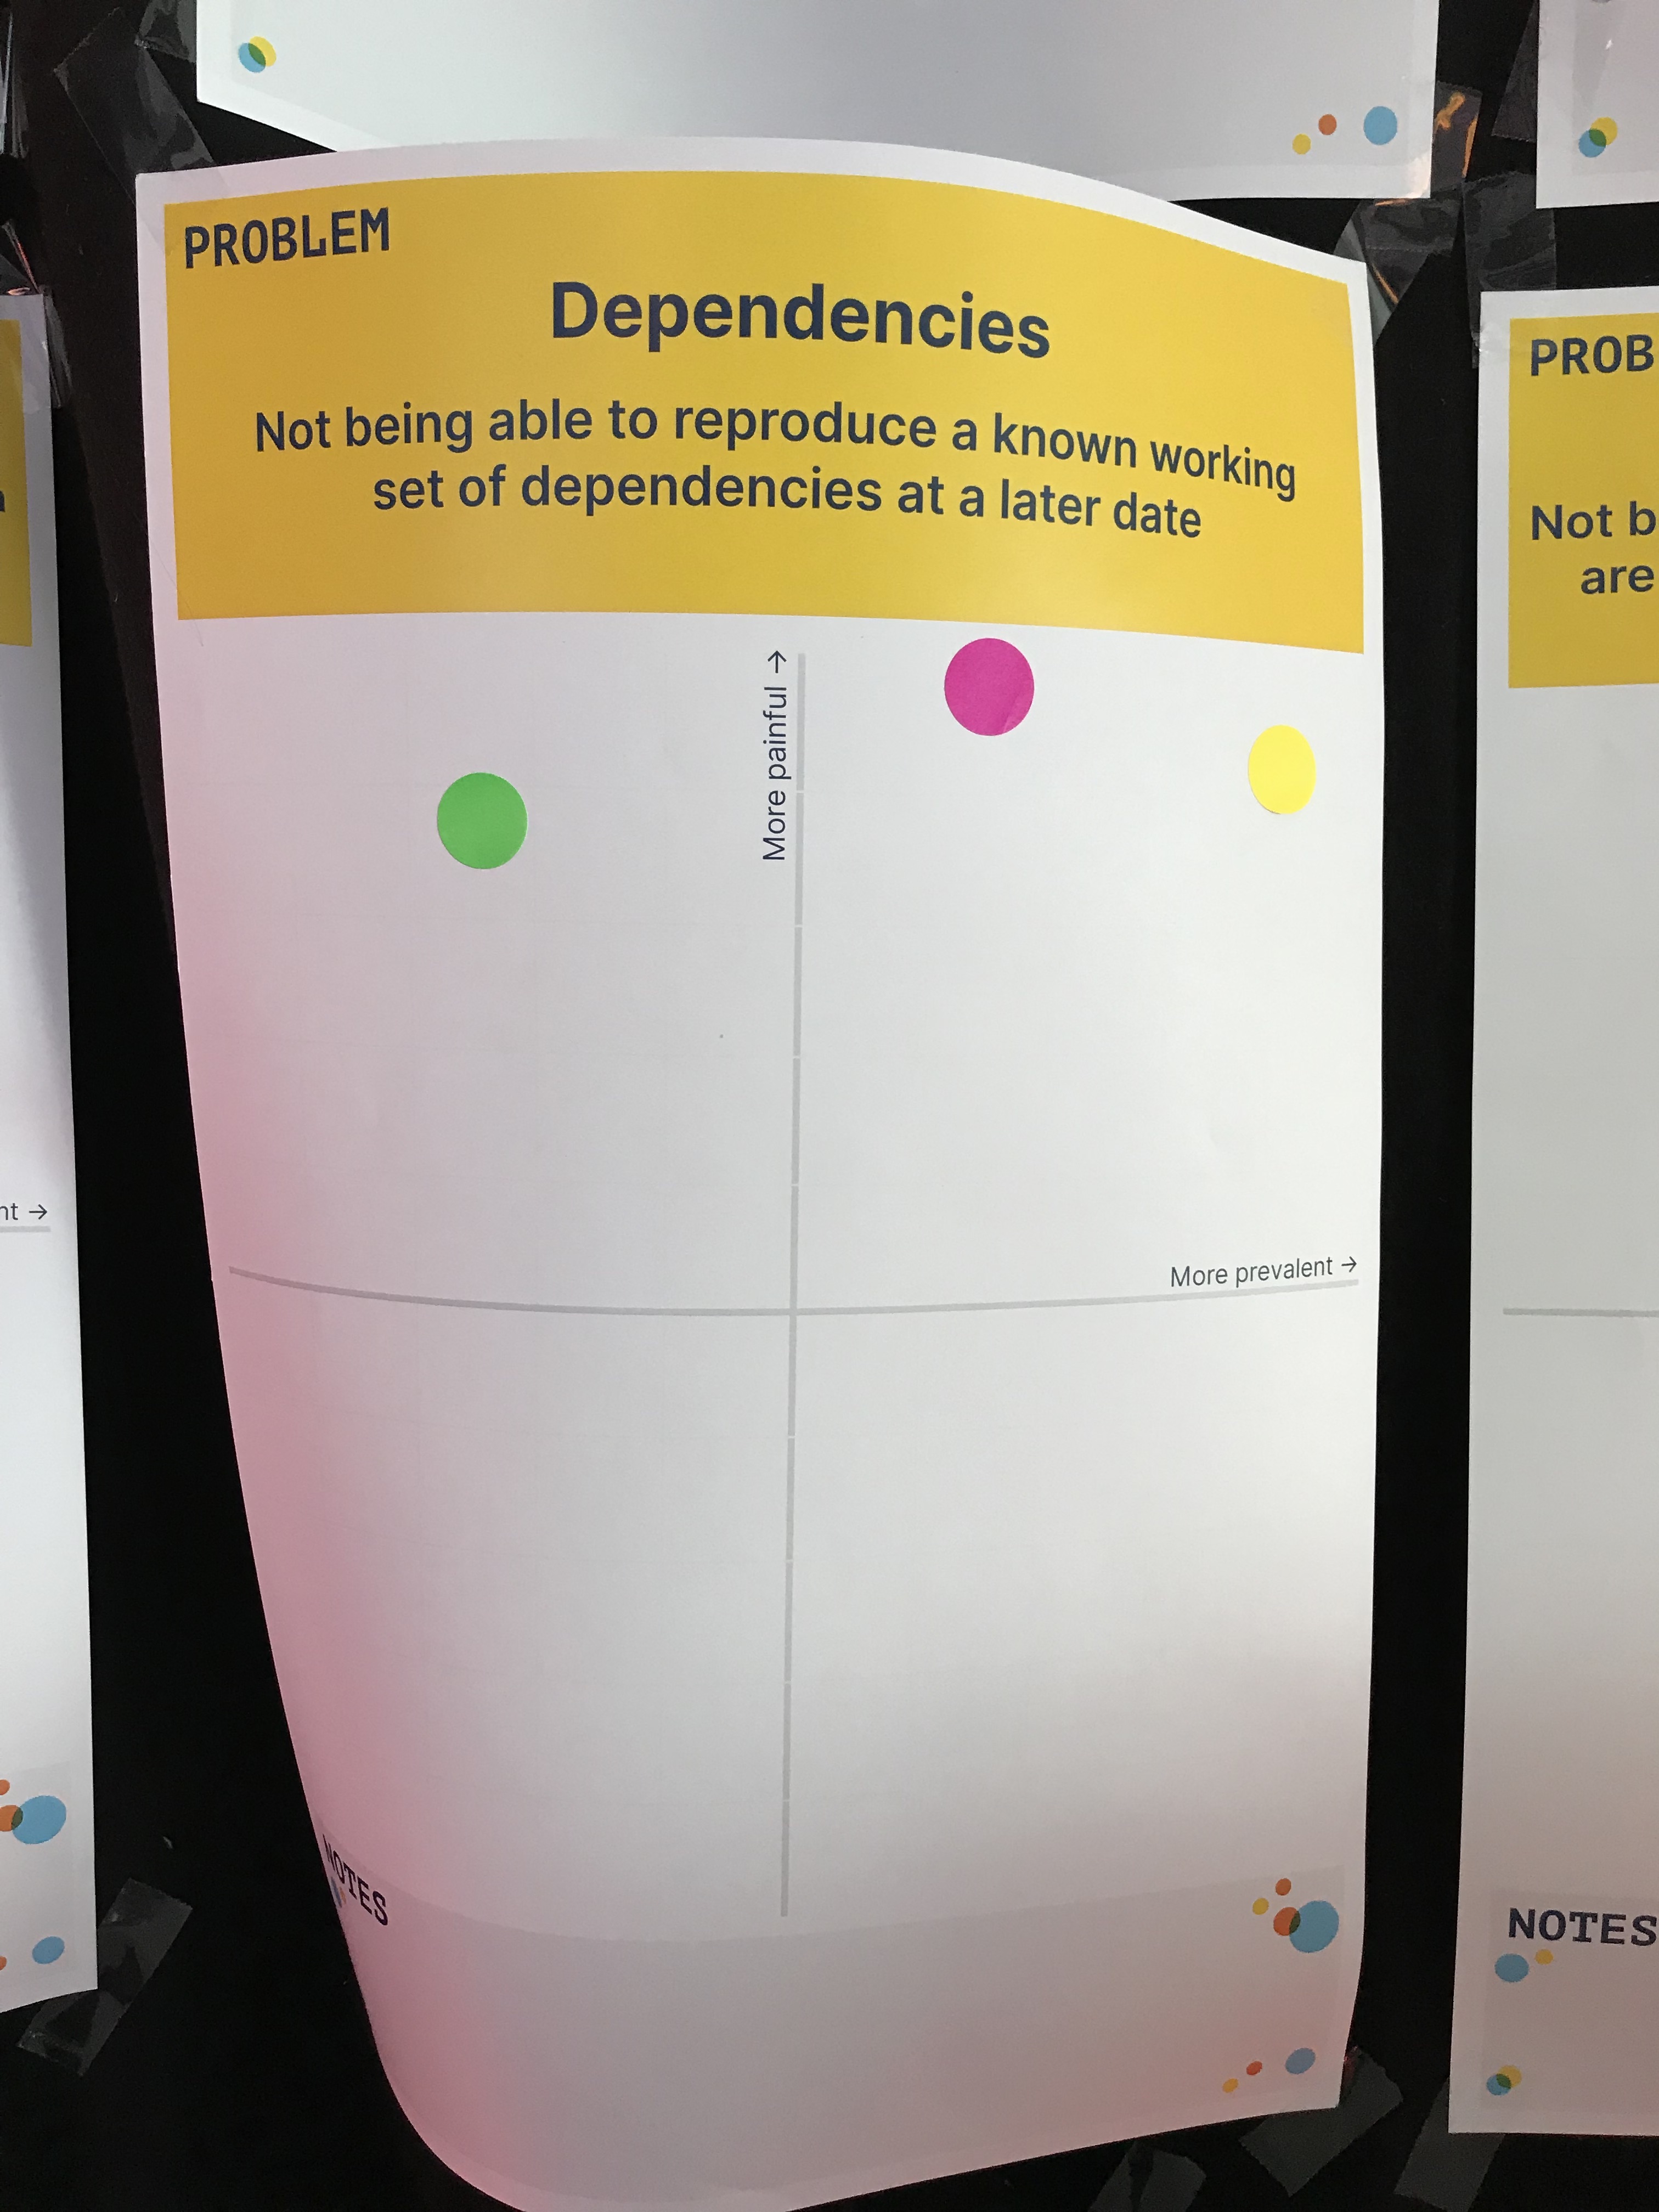 PROBLEM
Dependencies
Not being able to reproduce a known working
set of dependencies at a later date
More painful →
More prevalent →
NOTES
→
PROB
Not b
are
NOTES